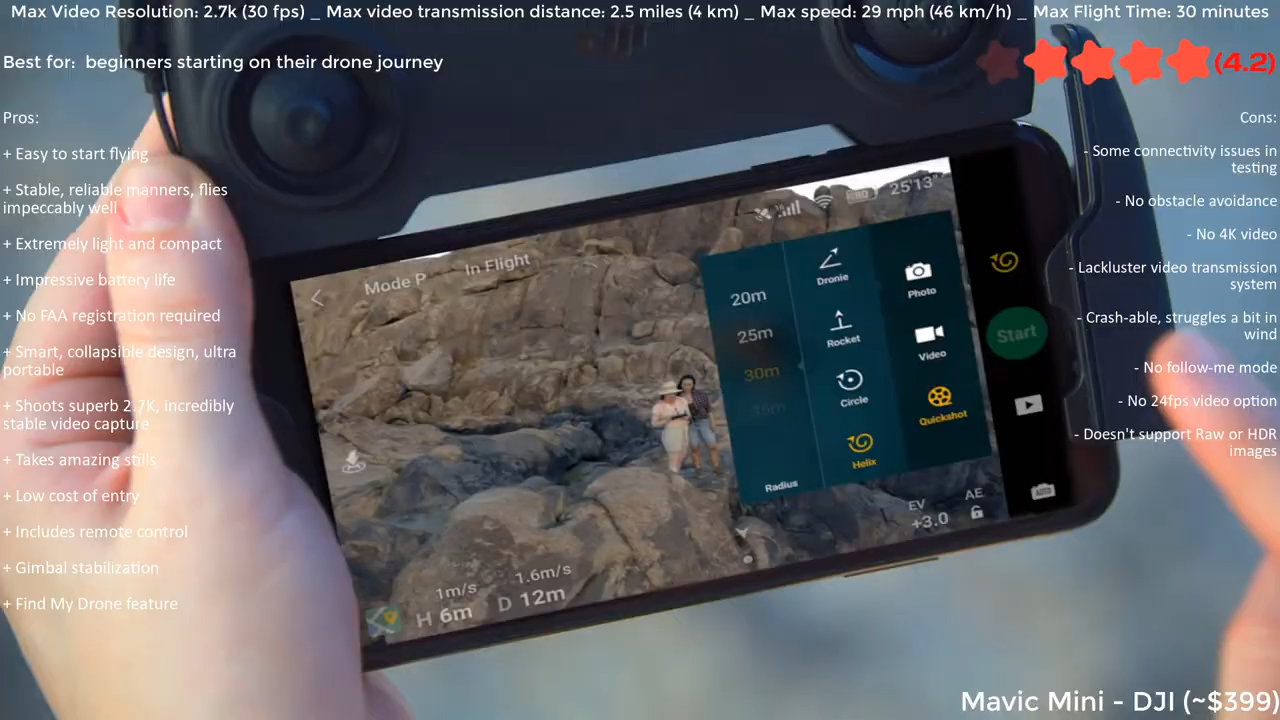 Max Video Resolution: 2.7k (30 fps) _ Max video transmission distance: 2.5 miles (4 km) _ Max speed: 29 mph (46 km/h) _ Max Flight Time: 30 minutes
Best for:  beginners starting on their drone journey
(4.2)
Pros:
+ Easy to start flying
+ Stable, reliable manners, flies
impeccably well
+ Extremely light and compact
+ Impressive battery life
+ No FAA registration required
+ Smart, collapsible design, ultra
portable
+ Shoots superb 2.7K, incredibly
stable video capture
+ Takes amazing stills
+ Low cost of entry
+ Includes remote control
+ Gimbal stabilization
+ Find My Drone feature
Cons:
- Some connectivity issues in
testing
- No obstacle avoidance
- No 4K video
- Lackluster video transmission
system
- Crash-able, struggles a bit in
wind
- No follow-me mode
- No 24fps video option
- Doesn't support Raw or HDR
images
Mode P In Flight
25'13"
20m
25m
30m
Radius
Dronie
Rocket
Circle
Helix
Photo
Video
Quickshot
Start
AUTO
EV
+3.0
AE
1m/s 1.6m/s
H 6m D 12m
Mavic Mini - DJI (~$399)